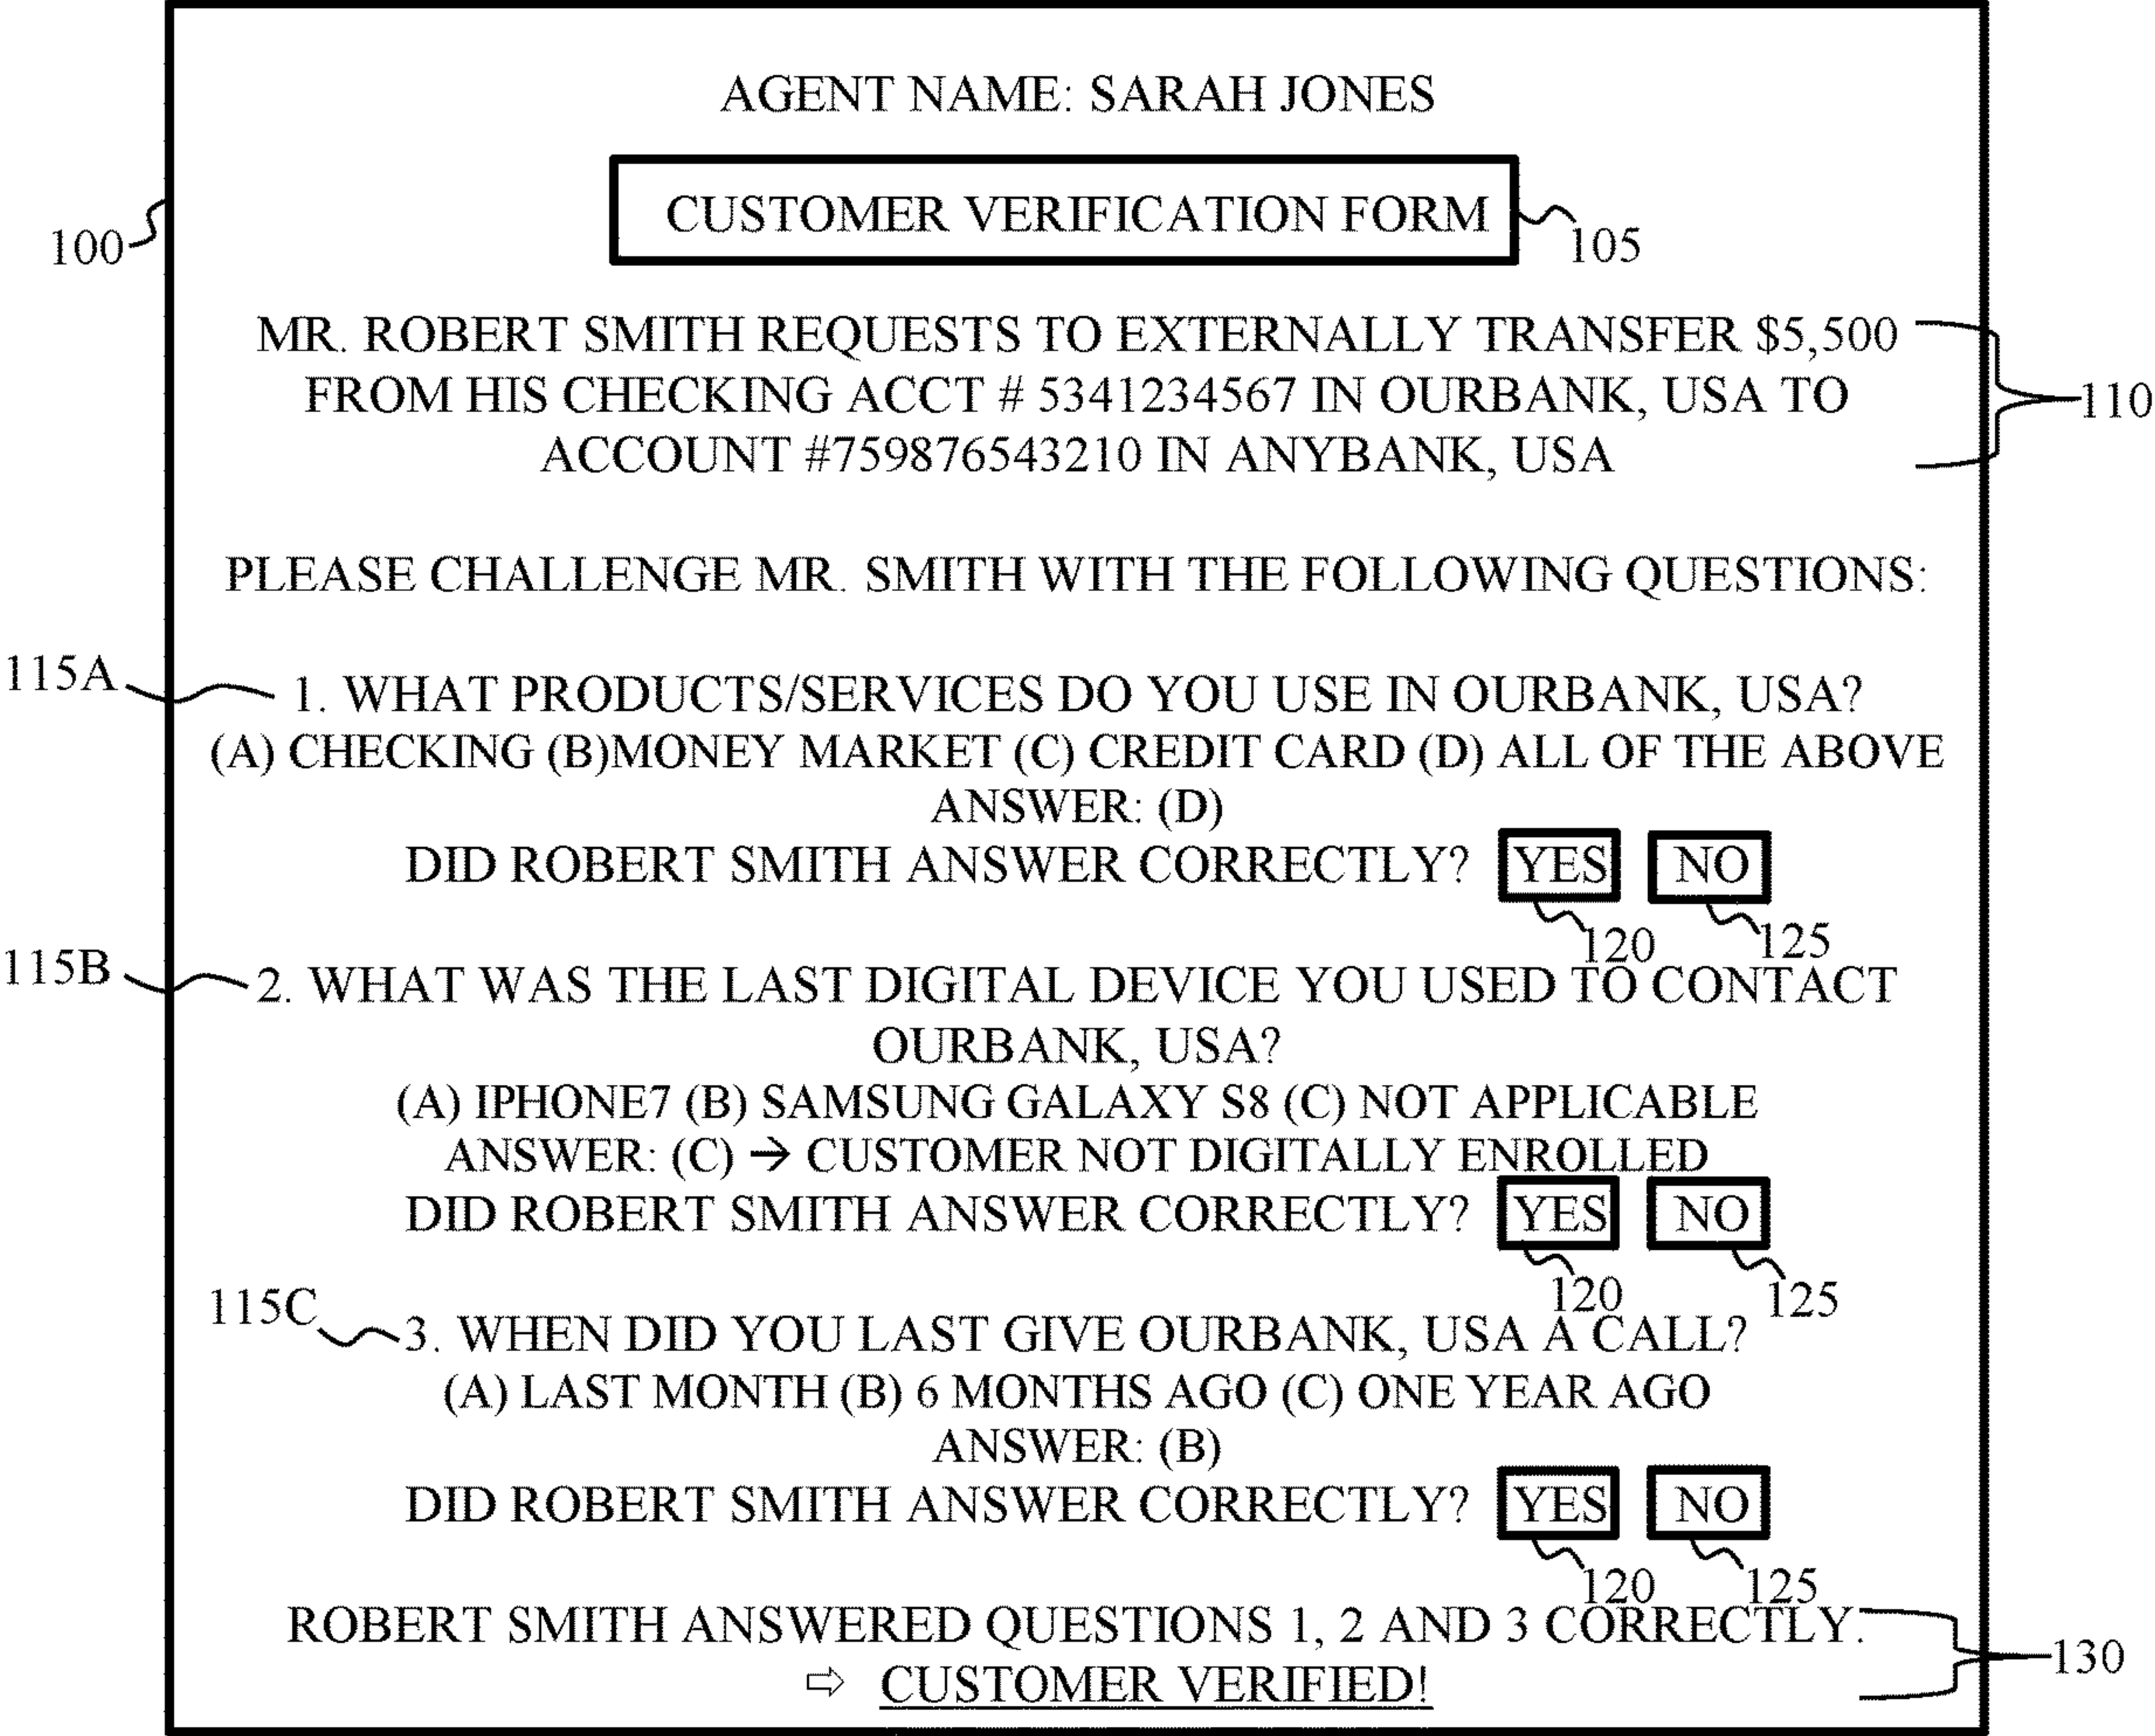 AGENT NAME: SARAH JONES
CUSTOMER VERIFICATION FORM
100
105
MR. ROBERT SMITH REQUESTS TO EXTERNALLY TRANSFER $5,500
FROM HIS CHECKING ACCT # 5341234567 IN OURBANK, USA TO
110
ACCOUNT #759876543210 IN ANYBANK, USA
PLEASE CHALLENGE MR. SMITH WITH THE FOLLOWING QUESTIONS:
115A
1. WHAT PRODUCTS/SERVICES DO YOU USE IN OURBANK, USA?
(A) CHECKING (B)MONEY MARKET (C) CREDIT CARD (D) ALL OF THE ABOVE
ANSWER: (D)
DID ROBERT SMITH ANSWER CORRECTLY? YES NO
120 125
115B
2. WHAT WAS THE LAST DIGITAL DEVICE YOU USED TO CONTACT
OURBANK, USA?
(A) IPHONE7 (B) SAMSUNG GALAXY S8 (C) NOT APPLICABLE
ANSWER: (C) → CUSTOMER NOT DIGITALLY ENROLLED
DID ROBERT SMITH ANSWER CORRECTLY? YES NO
120 125
115C
3. WHEN DID YOU LAST GIVE OURBANK, USA A CALL?
(A) LAST MONTH (B) 6 MONTHS AGO (C) ONE YEAR AGO
ANSWER: (B)
DID ROBERT SMITH ANSWER CORRECTLY? YES NO
120 125
ROBERT SMITH ANSWERED QUESTIONS 1, 2 AND 3 CORRECTLY.
130
⇨ CUSTOMER VERIFIED!